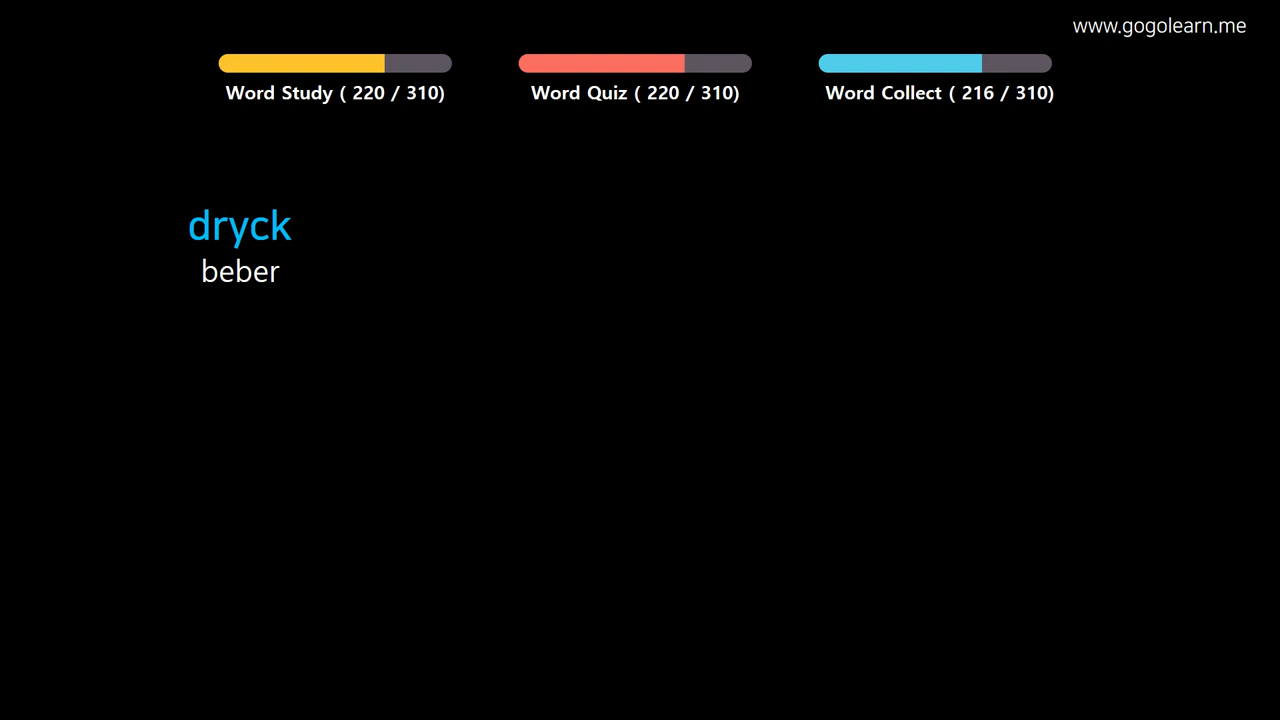 www.gogolearn.me
Word Study ( 220 / 310)
Word Quiz ( 220 / 310)
Word Collect ( 216 / 310)
dryck
beber